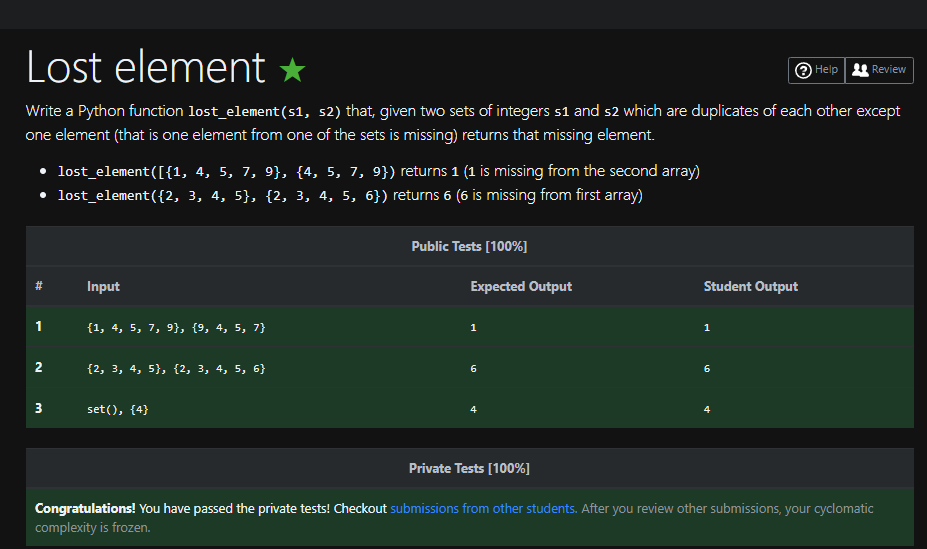 Lost element
Help
Review
Write a Python function lost_element(s1, s2) that, given two sets of integers s1 and s2 which are duplicates of each other except
one element (that is one element from one of the sets is missing) returns that missing element.
lost_element([{1, 4, 5, 7, 9}, {4, 5, 7, 9}) returns 1 (1 is missing from the second array)
lost_element({2, 3, 4, 5}, {2, 3, 4, 5, 6}) returns 6 (6 is missing from first array)
Public Tests [100%]
# Input Expected Output Student Output
1 {1, 4, 5, 7, 9}, {9, 4, 5, 7} 1 1
2 {2, 3, 4, 5}, {2, 3, 4, 5, 6} 6 6
3 set(), {4} 4 4
Private Tests [100%]
Congratulations! You have passed the private tests! Checkout submissions from other students. After you review other submissions, your cyclomatic
complexity is frozen.